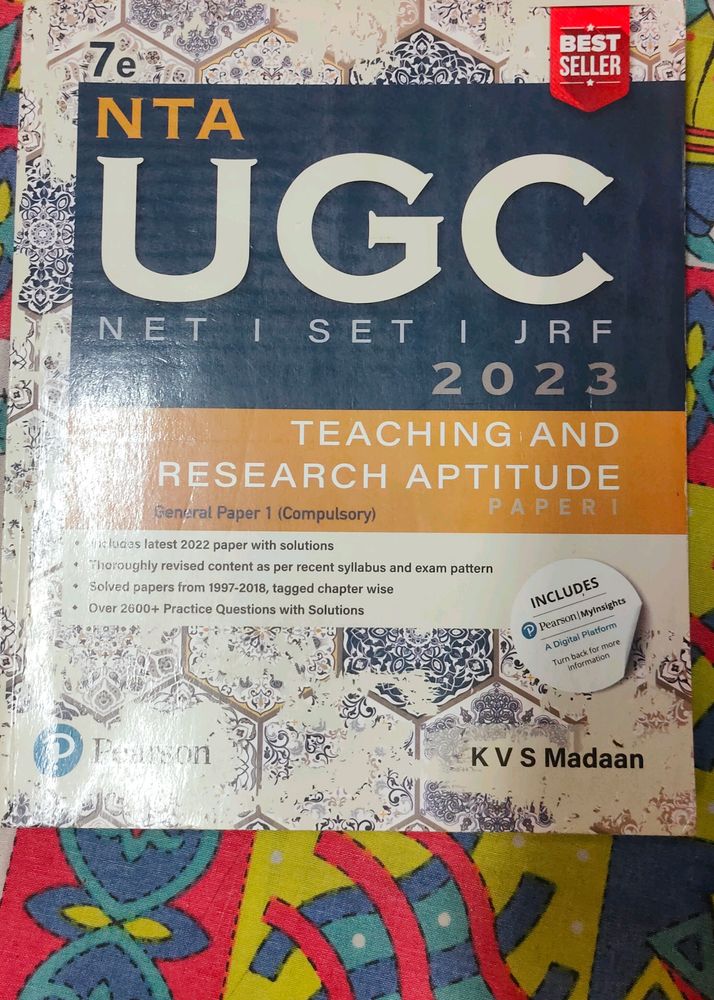 7e
BEST
SELLER
NTA
UGC
NET | SET | JRF
2023
TEACHING AND
RESEARCH APTITUDE
PAPER I
General Paper 1 (Compulsory)
• Includes latest 2022 paper with solutions
• Thoroughly revised content as per recent syllabus and exam pattern
• Solved papers from 1997-2018, tagged chapter wise
• Over 2600+ Practice Questions with Solutions
INCLUDES
P Pearson | MyInsights
A Digital Platform
Turn back for more
information
P Pearson
K V S Madaan